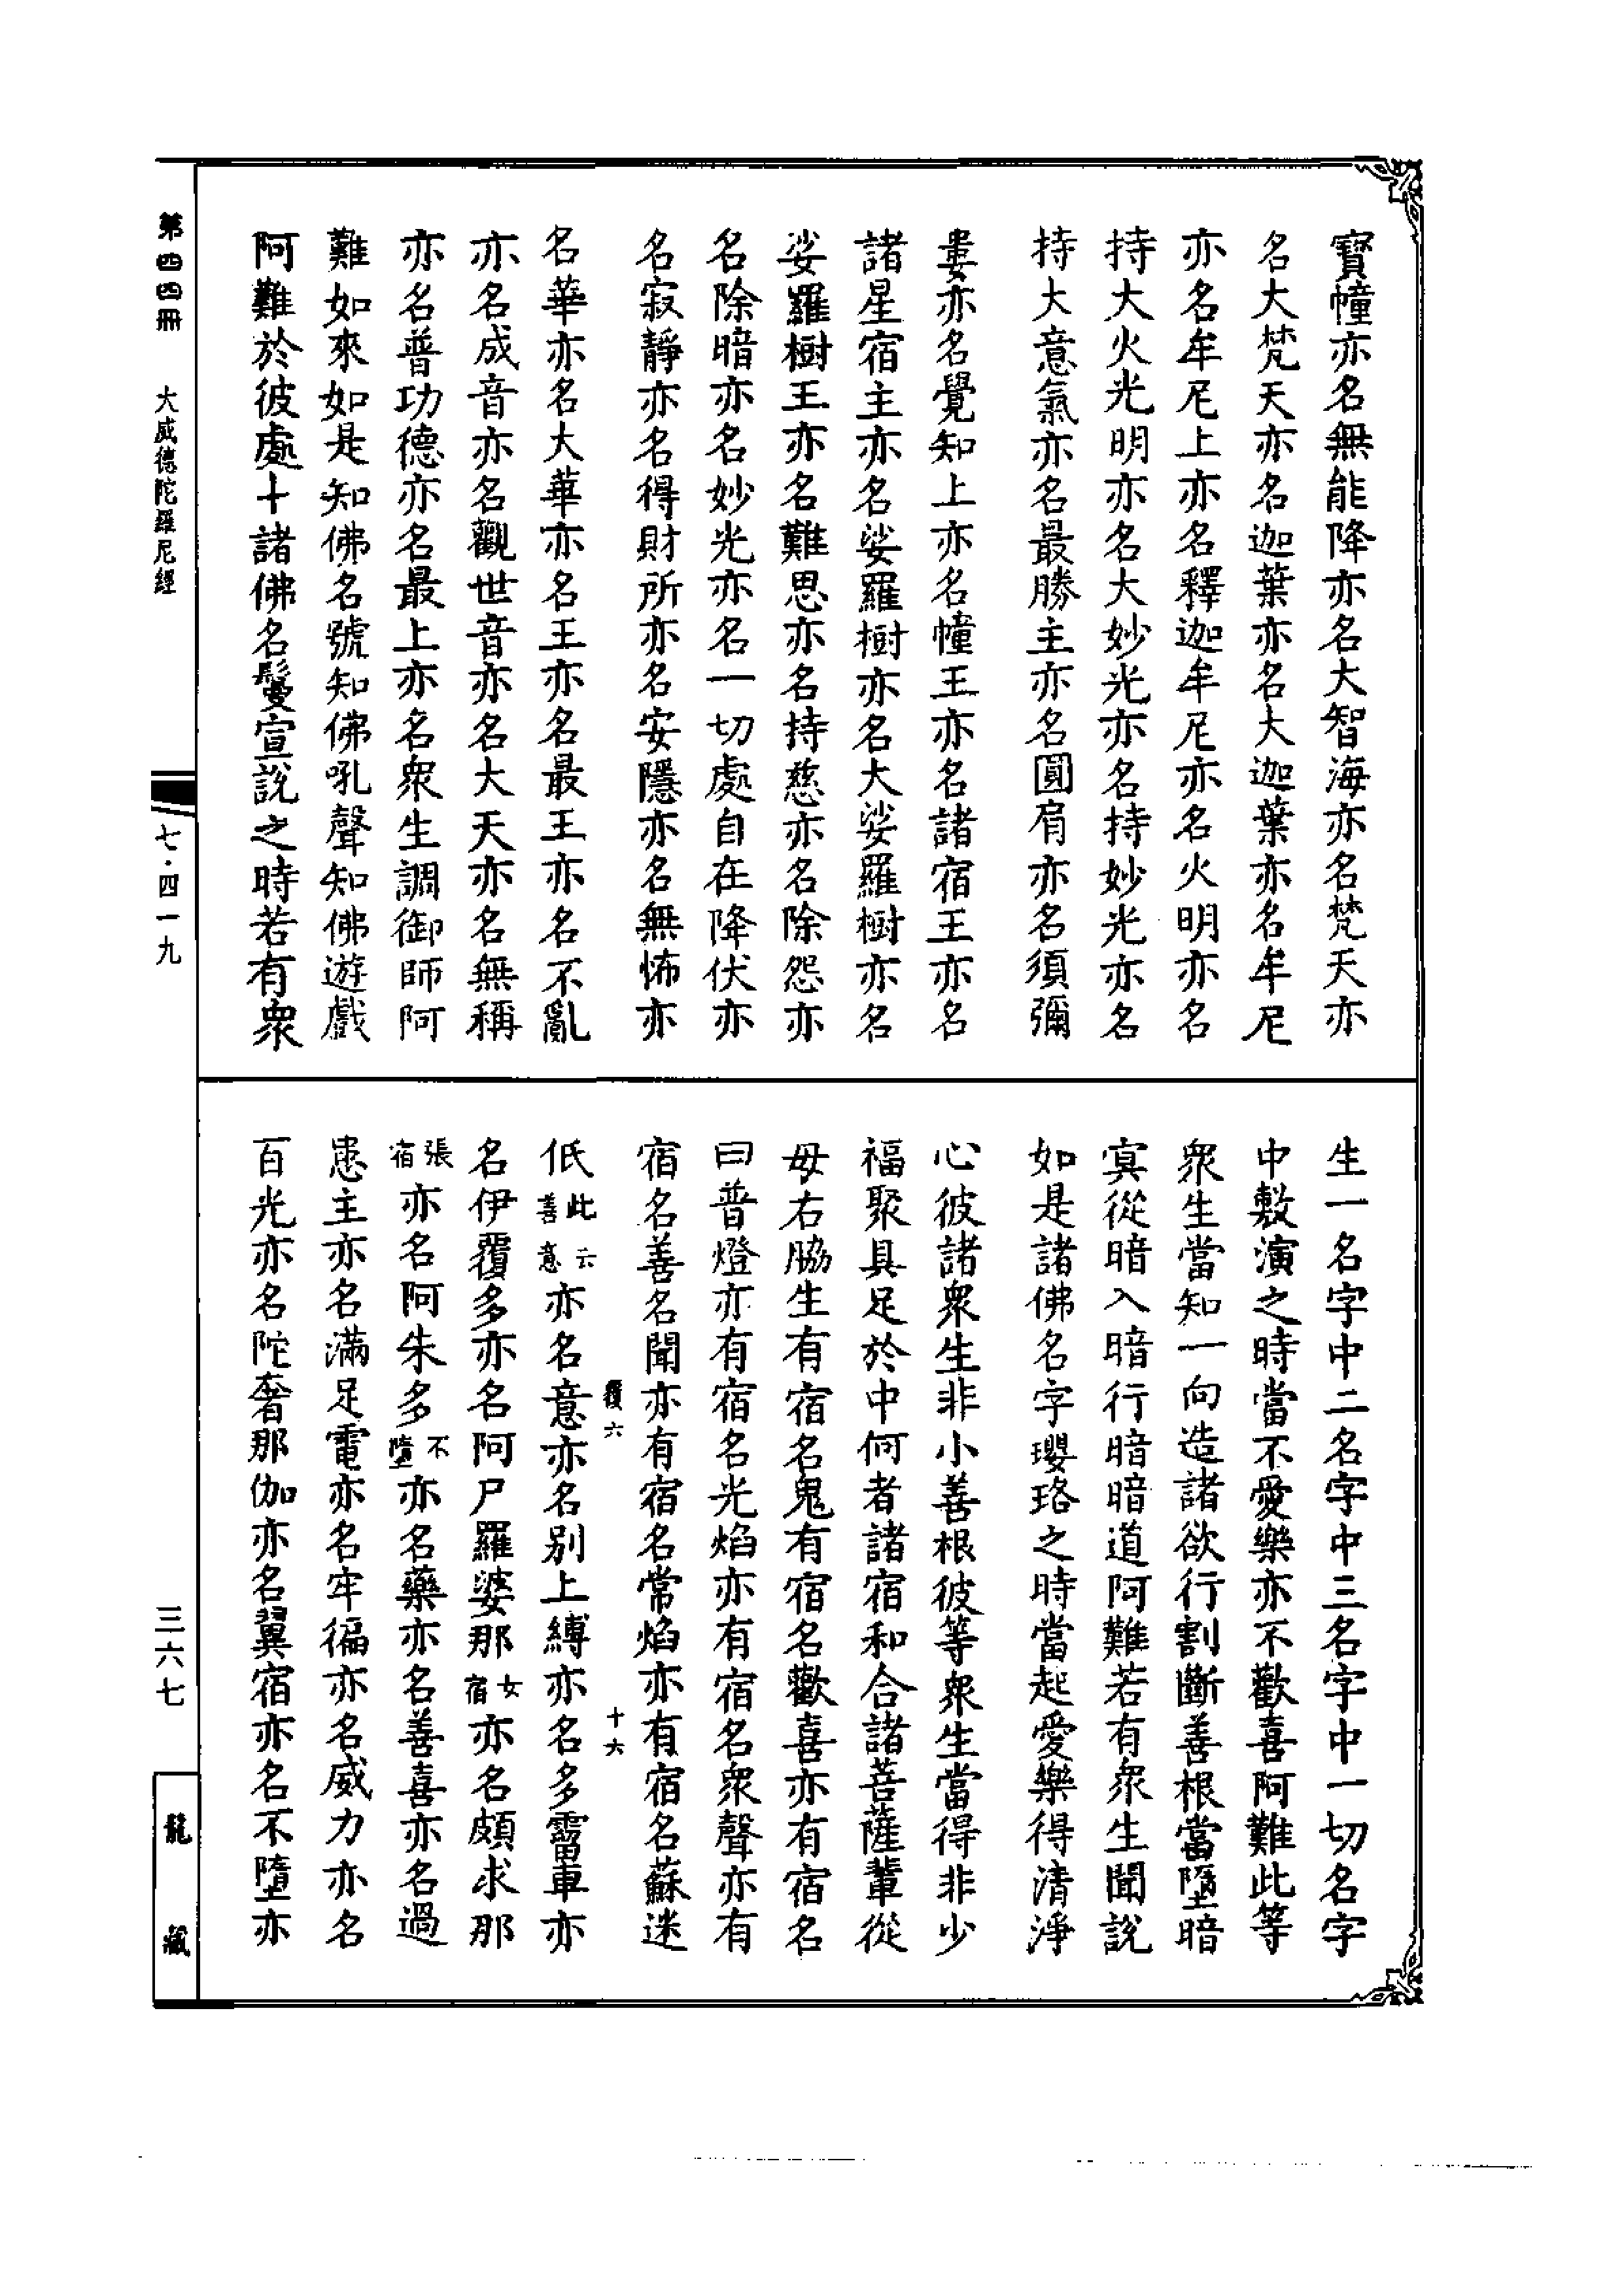 寶幢亦名無能降亦名大智海亦名梵天亦
名大梵天亦名迦葉亦名大迦葉亦名牟尼
亦名牟尼上亦名釋迦牟尼亦名火明亦名
持大火光明亦名大妙光亦名持妙光亦名
持大意氣亦名最勝主亦名圓肩亦名須彌
婁亦名覺知上亦名幢王亦名諸宿王亦名
諸星宿主亦名娑羅樹亦名大娑羅樹亦名
娑羅樹王亦名難思亦名持慈亦名除怨亦
名除暗亦名妙光亦名一切處自在降伏亦
名寂靜亦名得財所亦名安隱亦名無怖亦
名華亦名大華亦名王亦名最王亦名不亂
亦名成音亦名觀世音亦名大天亦名無稱
亦名普功德亦名最上亦名衆生調御師阿
難如來如是知佛名號知佛吼聲知佛遊戲
阿難於彼處十諸佛名鬘宣說之時若有衆
生一名字中二名字中三名字中一切名字
中敷演之時當不愛樂亦不歡喜阿難此等
衆生當知一向造諸欲行割斷善根當墮暗
冥從暗入暗行暗暗道阿難若有衆生聞說
如是諸佛名字瓔珞之時當起愛樂得清淨
心彼諸衆生非小善根彼等衆生當得非少
福聚具足於中何者諸宿和合諸菩薩輩從
母右脇生有宿名鬼有宿名歡喜亦有宿名
曰普燈亦有宿名光焰亦有宿名衆聲亦有
宿名善名聞亦有宿名常焰亦有宿名蘇迷
覆六 十六
低此云善意亦名意亦名別上縛亦名多雷車亦
名伊覆多亦名阿尸羅婆那女宿亦名頗求那
張宿亦名阿朱多不墮亦名藥亦名善喜亦名過
患主亦名滿足電亦名牢徧亦名威力亦名
百光亦名陀奢那伽亦名翼宿亦名不墮亦
第四四冊 大威德陀羅尼經
七·四一九
三六七
龍藏